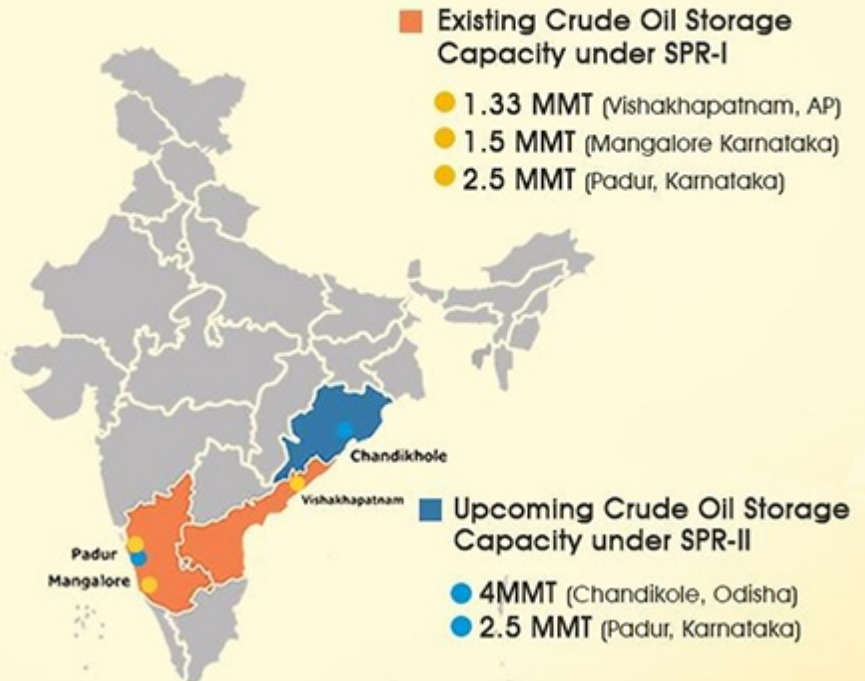 Existing Crude Oil Storage
Capacity under SPR-I
1.33 MMT (Vishakhapatnam, AP)
1.5 MMT (Mangalore Karnataka)
2.5 MMT (Padur, Karnataka)
Chandikhole
Vishakhapatnam
Padur
Mangalore
Upcoming Crude Oil Storage
Capacity under SPR-II
4MMT (Chandikole, Odisha)
2.5 MMT (Padur, Karnataka)